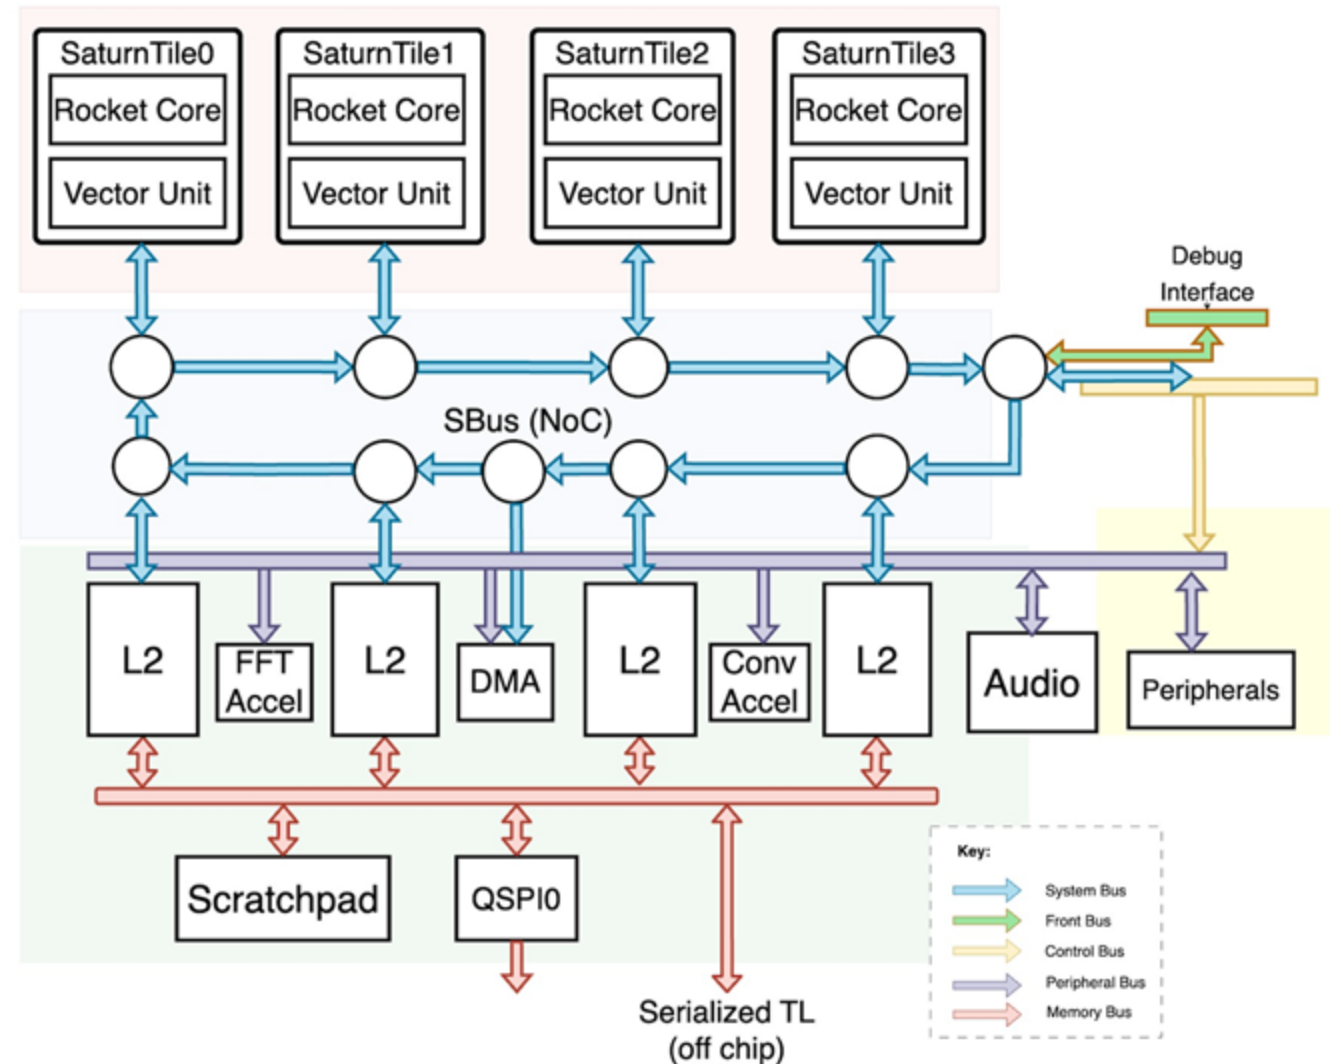 SaturnTile0
Rocket Core
Vector Unit
SaturnTile1
Rocket Core
Vector Unit
SaturnTile2
Rocket Core
Vector Unit
SaturnTile3
Rocket Core
Vector Unit
Debug
Interface
SBus (NoC)
L2
FFT
Accel
L2
DMA
L2
Conv
Accel
L2
Audio
Peripherals
Scratchpad
QSPI0
Serialized TL
(off chip)
Key:
System Bus
Front Bus
Control Bus
Peripheral Bus
Memory Bus